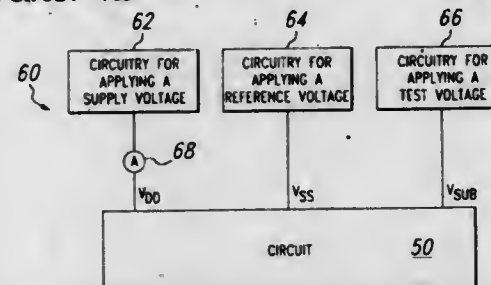 62
64
66
60
CIRCUITRY FOR
APPLYING A
SUPPLY VOLTAGE
CIRCUITRY FOR
APPLYING A
REFERENCE VOLTAGE
CIRCUITRY FOR
APPLYING A
TEST VOLTAGE
A
68
VDD
VSS
VSUB
CIRCUIT
50